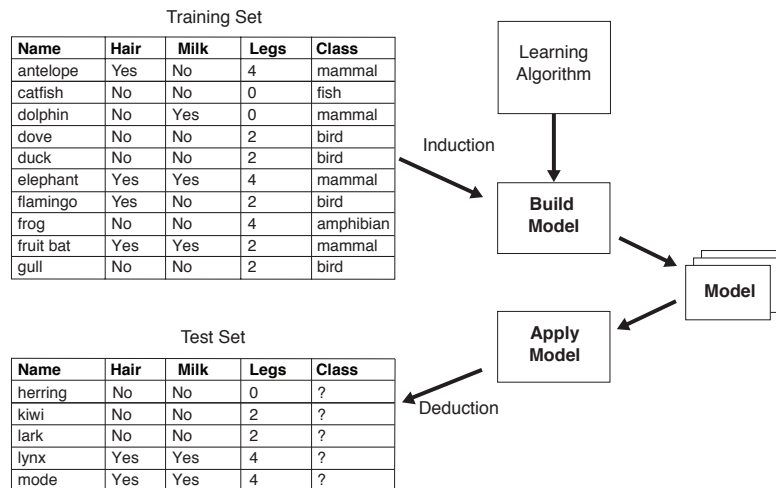 Training Set
Name Hair Milk Legs Class
antelope Yes No 4 mammal
catfish No No 0 fish
dolphin No Yes 0 mammal
dove No No 2 bird
duck No No 2 bird
elephant Yes Yes 4 mammal
flamingo Yes No 2 bird
frog No No 4 amphibian
fruit bat Yes Yes 2 mammal
gull No No 2 bird
Learning
Algorithm
Induction
Build
Model
Model
Apply
Model
Deduction
Test Set
Name Hair Milk Legs Class
herring No No 0 ?
kiwi No No 2 ?
lark No No 2 ?
lynx Yes Yes 4 ?
mode Yes Yes 4 ?